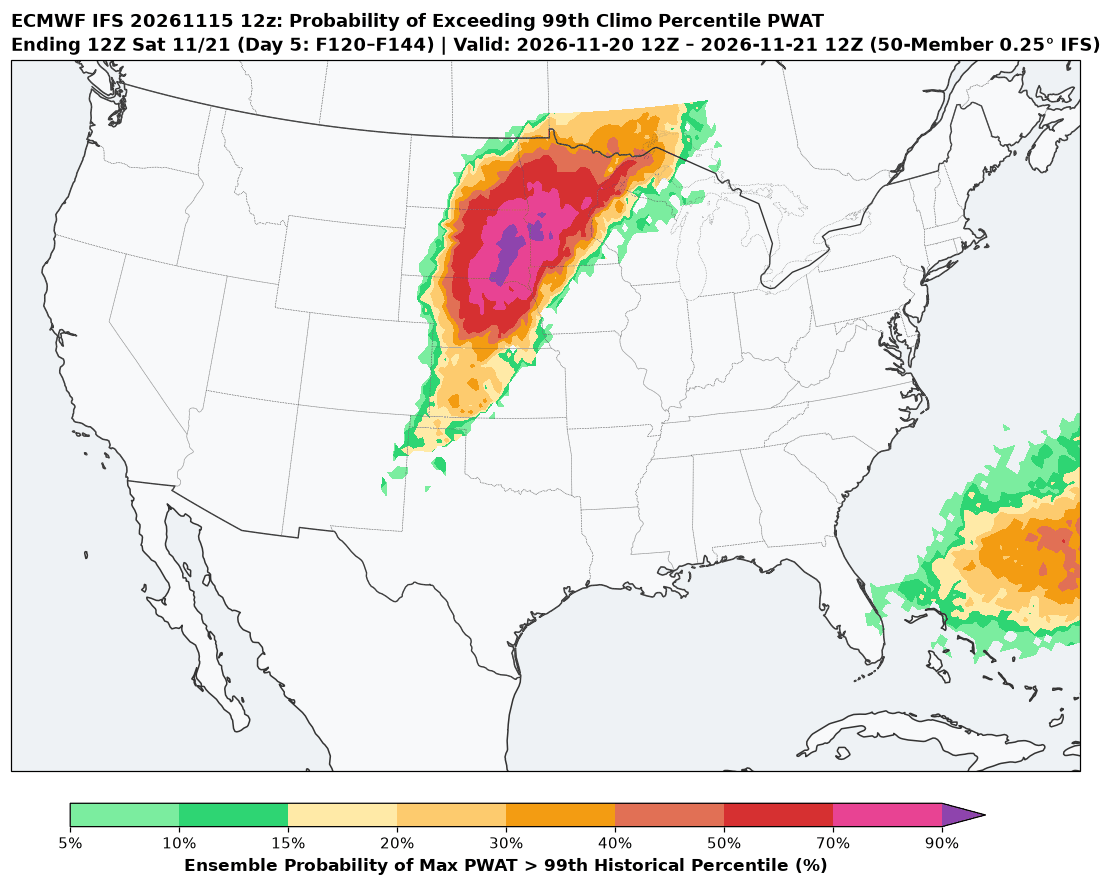 ECMWF IFS 20261115 12z: Probability of Exceeding 99th Climo Percentile PWAT
Ending 12Z Sat 11/21 (Day 5: F120–F144) | Valid: 2026-11-20 12Z – 2026-11-21 12Z (50-Member 0.25° IFS)
5% 10% 15% 20% 30% 40% 50% 70% 90%
Ensemble Probability of Max PWAT > 99th Historical Percentile (%)